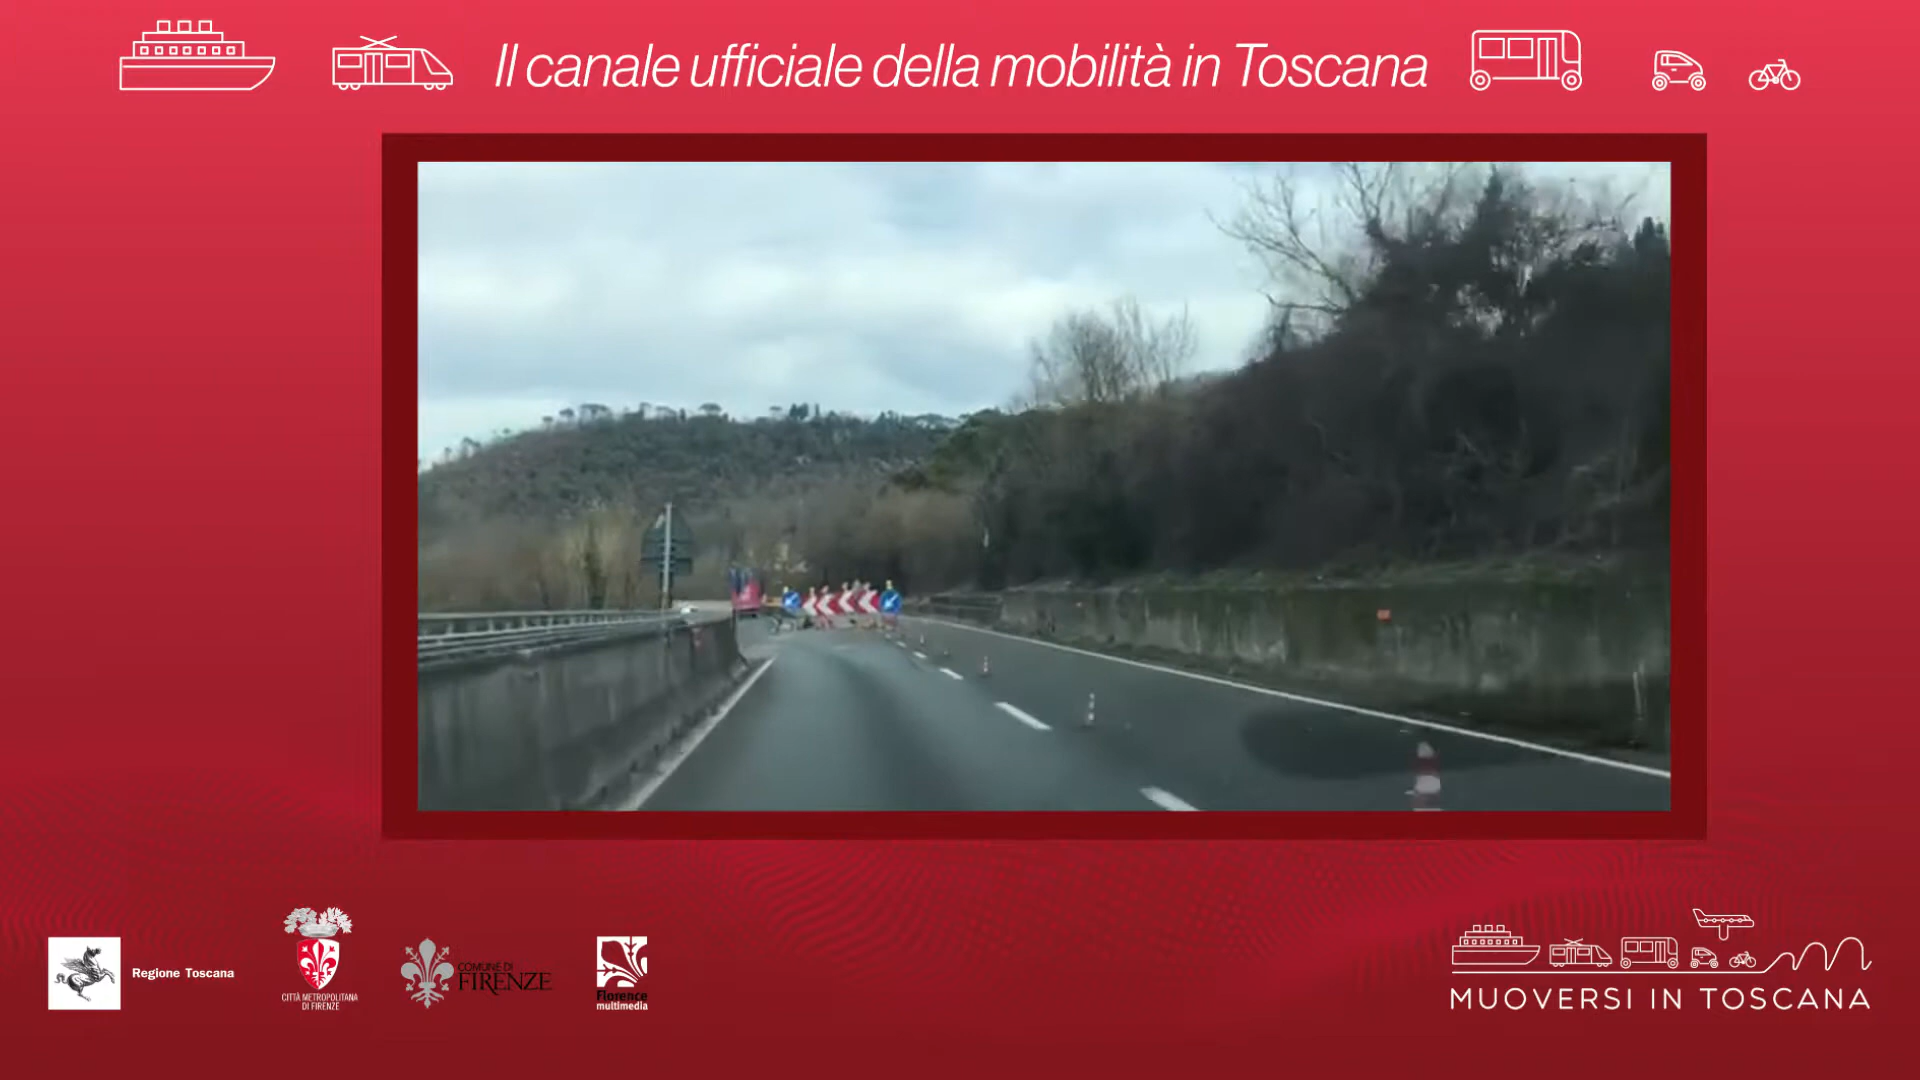 Il canale ufficiale della mobilità in Toscana
Regione Toscana
CITTÀ METROPOLITANA
DI FIRENZE
COMUNE DI
FIRENZE
Florence
multimedia
MUOVERSI IN TOSCANA